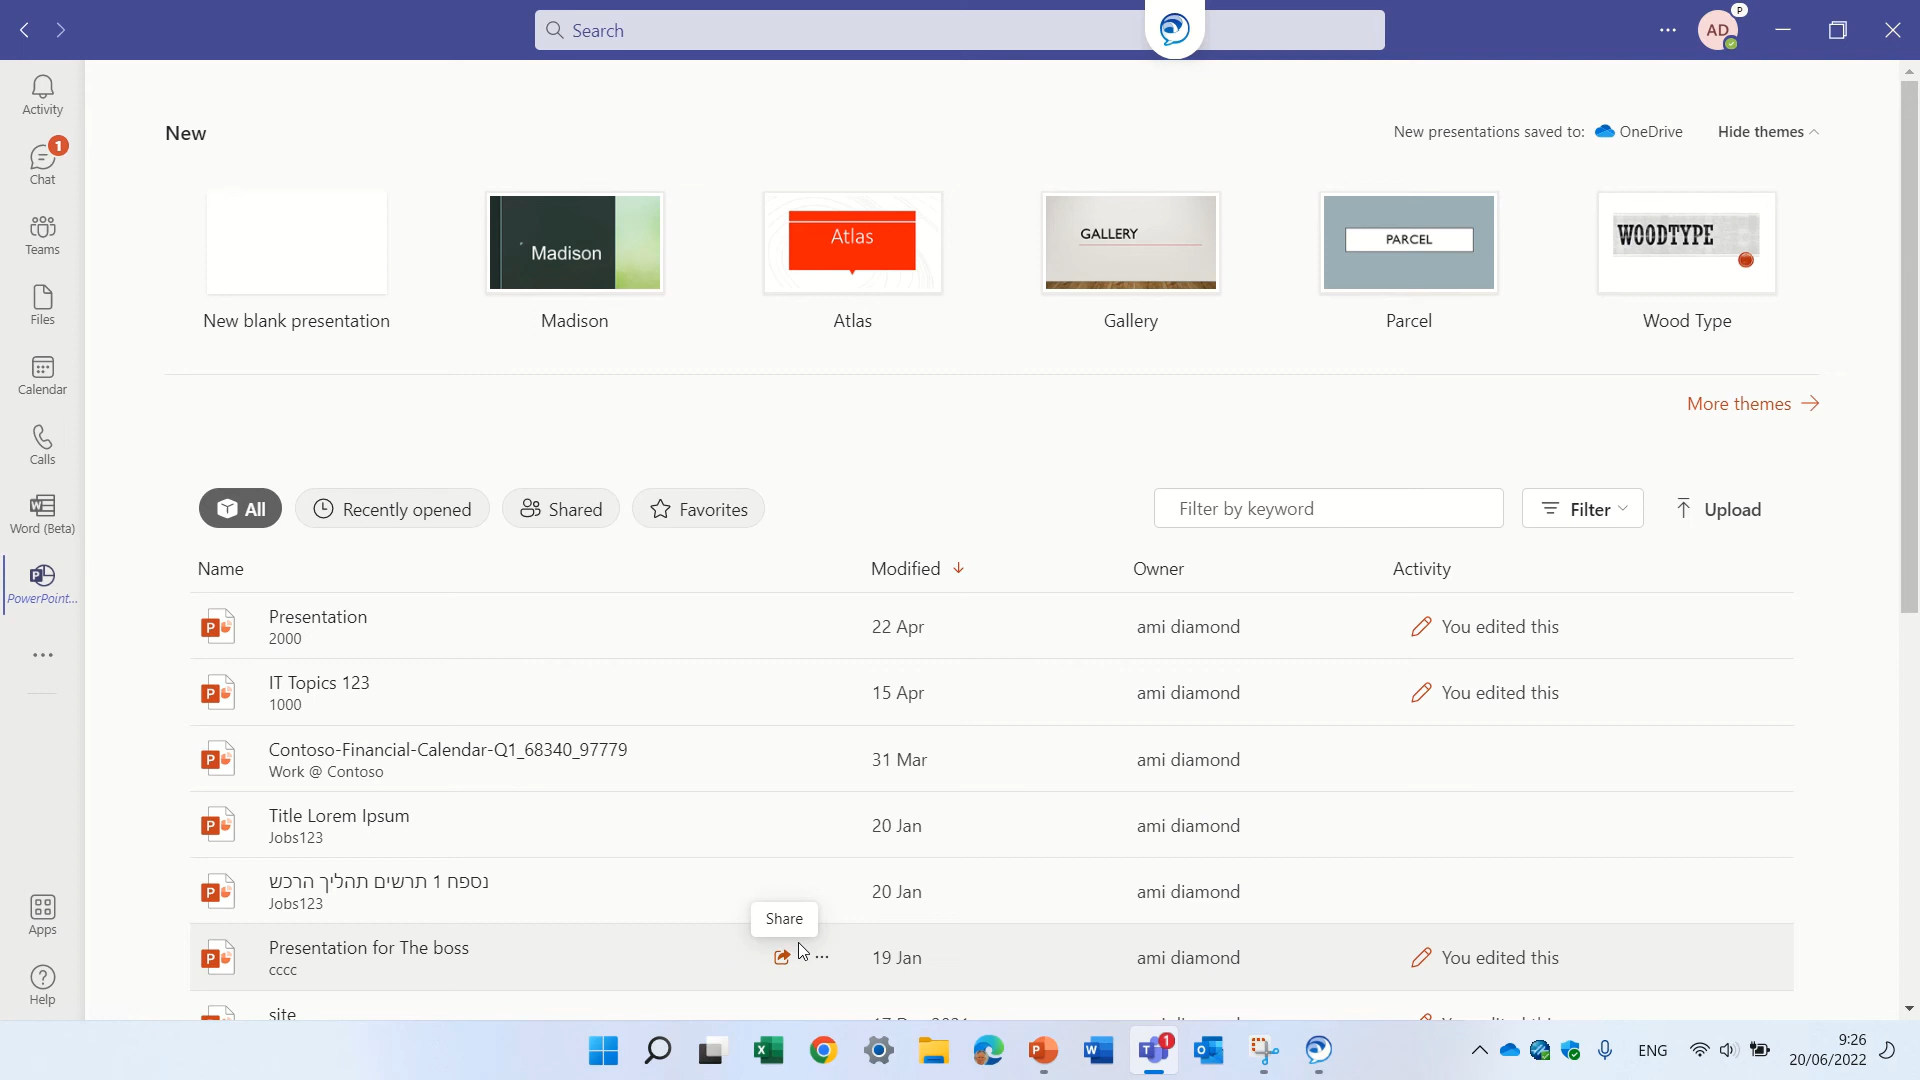 Search
P
AD
Activity
1
Chat
Teams
Files
Calendar
Calls
Word (Beta)
PowerPoint...
Apps
Help
New
New presentations saved to: OneDrive
Hide themes
Madison
Atlas
GALLERY
PARCEL
WOODTYPE
New blank presentation
Madison
Atlas
Gallery
Parcel
Wood Type
More themes
All
Recently opened
Shared
Favorites
Filter by keyword
Filter
Upload
Name
Modified
Owner
Activity
Presentation
2000
22 Apr
ami diamond
You edited this
IT Topics 123
1000
15 Apr
ami diamond
You edited this
Contoso-Financial-Calendar-Q1_68340_97779
Work @ Contoso
31 Mar
ami diamond
Title Lorem Ipsum
Jobs123
20 Jan
ami diamond
נספח 1 תרשים תהליך הרכש
Jobs123
20 Jan
ami diamond
Share
Presentation for The boss
cccc
19 Jan
ami diamond
You edited this
site
1
ENG
9:26
20/06/2022